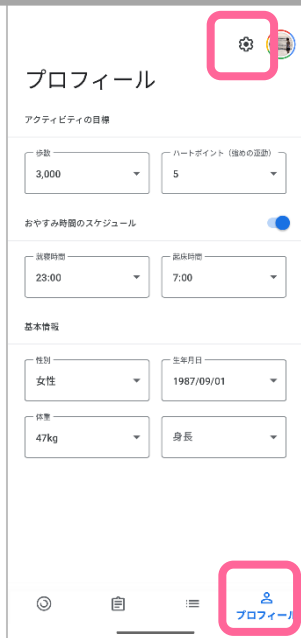 プロフィール
アクティビティの目標
歩数
ハートポイント（強めの運動）
3,000
5
おやすみ時間のスケジュール
就寝時間
起床時間
23:00
7:00
基本情報
性別
生年月日
女性
1987/09/01
体重
47kg
身長
プロフィール